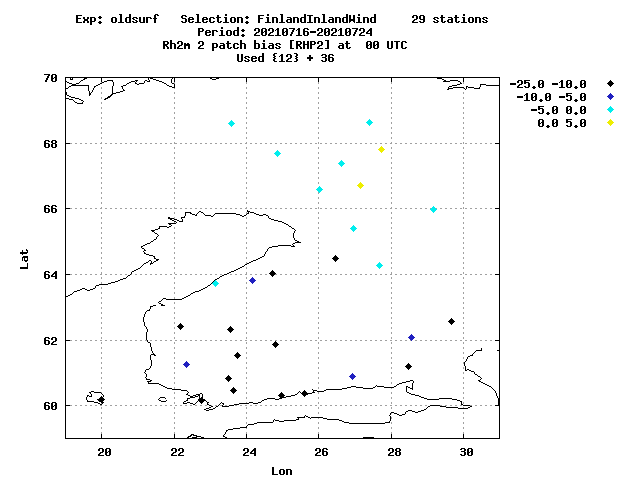 Exp: oldsurf   Selection: FinlandInlandWind     29 stations
Period: 20210716-20210724
Rh2m 2 patch bias [RHP2] at  00 UTC
Used {12} + 36
-25.0 -10.0
-10.0 -5.0
-5.0 0.0
0.0 5.0
70
68
66
64
62
60
Lat
20 22 24 26 28 30
Lon